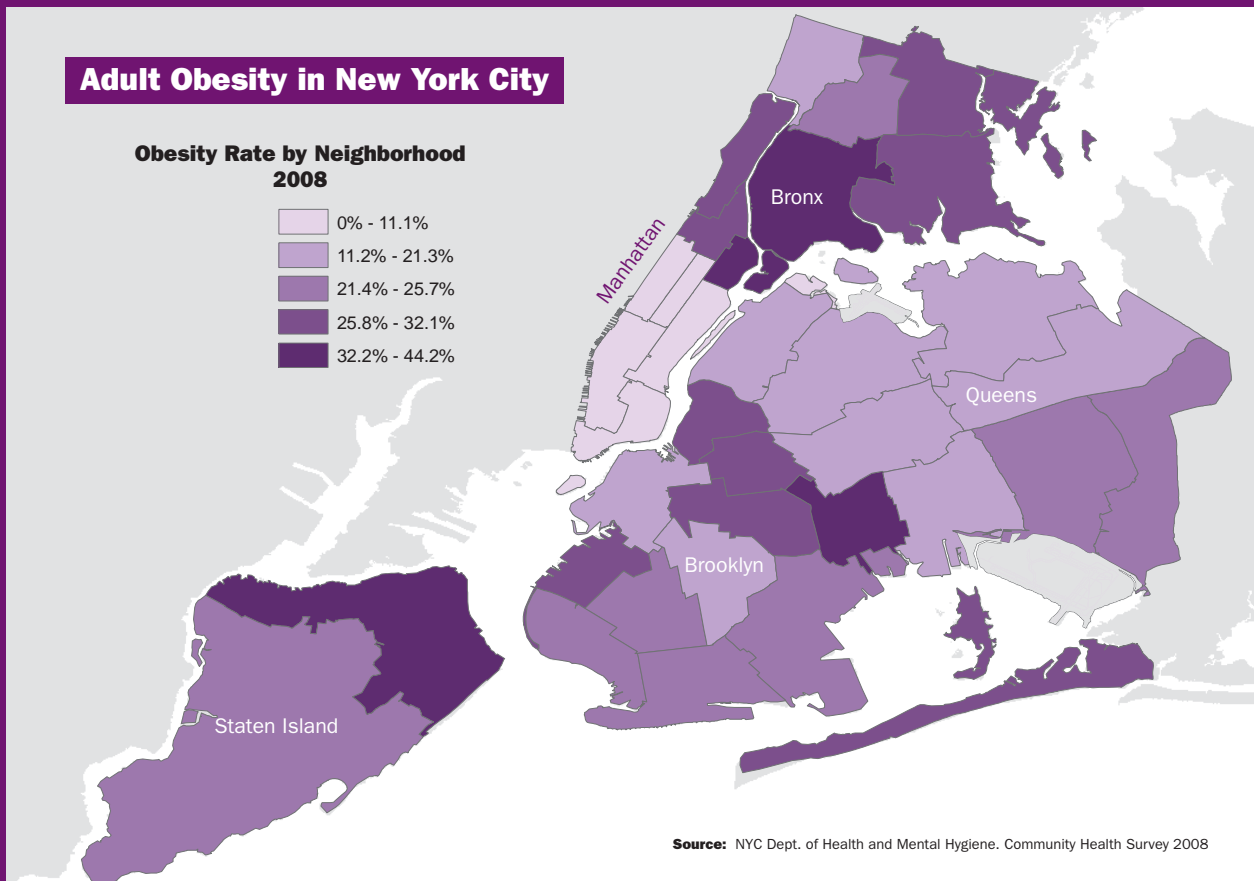 Adult Obesity in New York City
Obesity Rate by Neighborhood
2008
0% - 11.1%
11.2% - 21.3%
21.4% - 25.7%
25.8% - 32.1%
32.2% - 44.2%
Manhattan
Bronx
Queens
Brooklyn
Staten Island
Source: NYC Dept. of Health and Mental Hygiene. Community Health Survey 2008